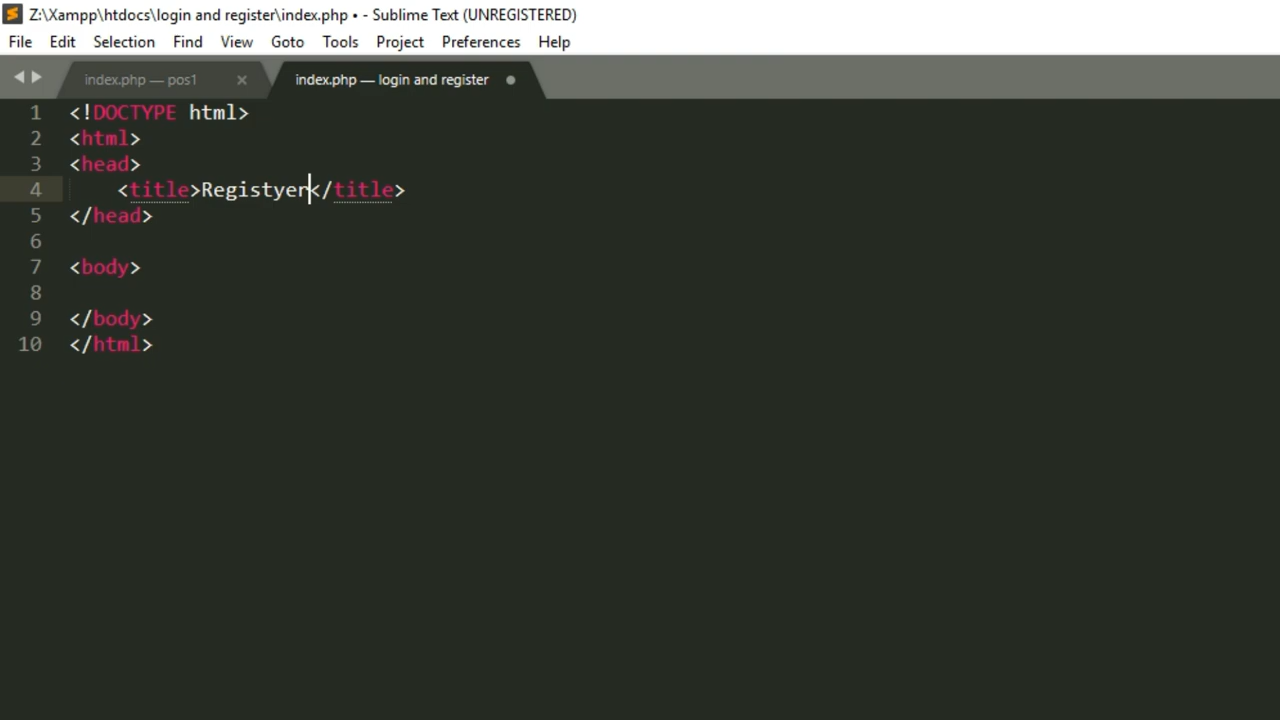 Z:\Xampp\htdocs\login and register\index.php • - Sublime Text (UNREGISTERED)
File Edit Selection Find View Goto Tools Project Preferences Help
index.php — pos1 × index.php — login and register
1 <!DOCTYPE html>
2 <html>
3 <head>
4 <title>Registyer</title>
5 </head>
6
7 <body>
8
9 </body>
10 </html>